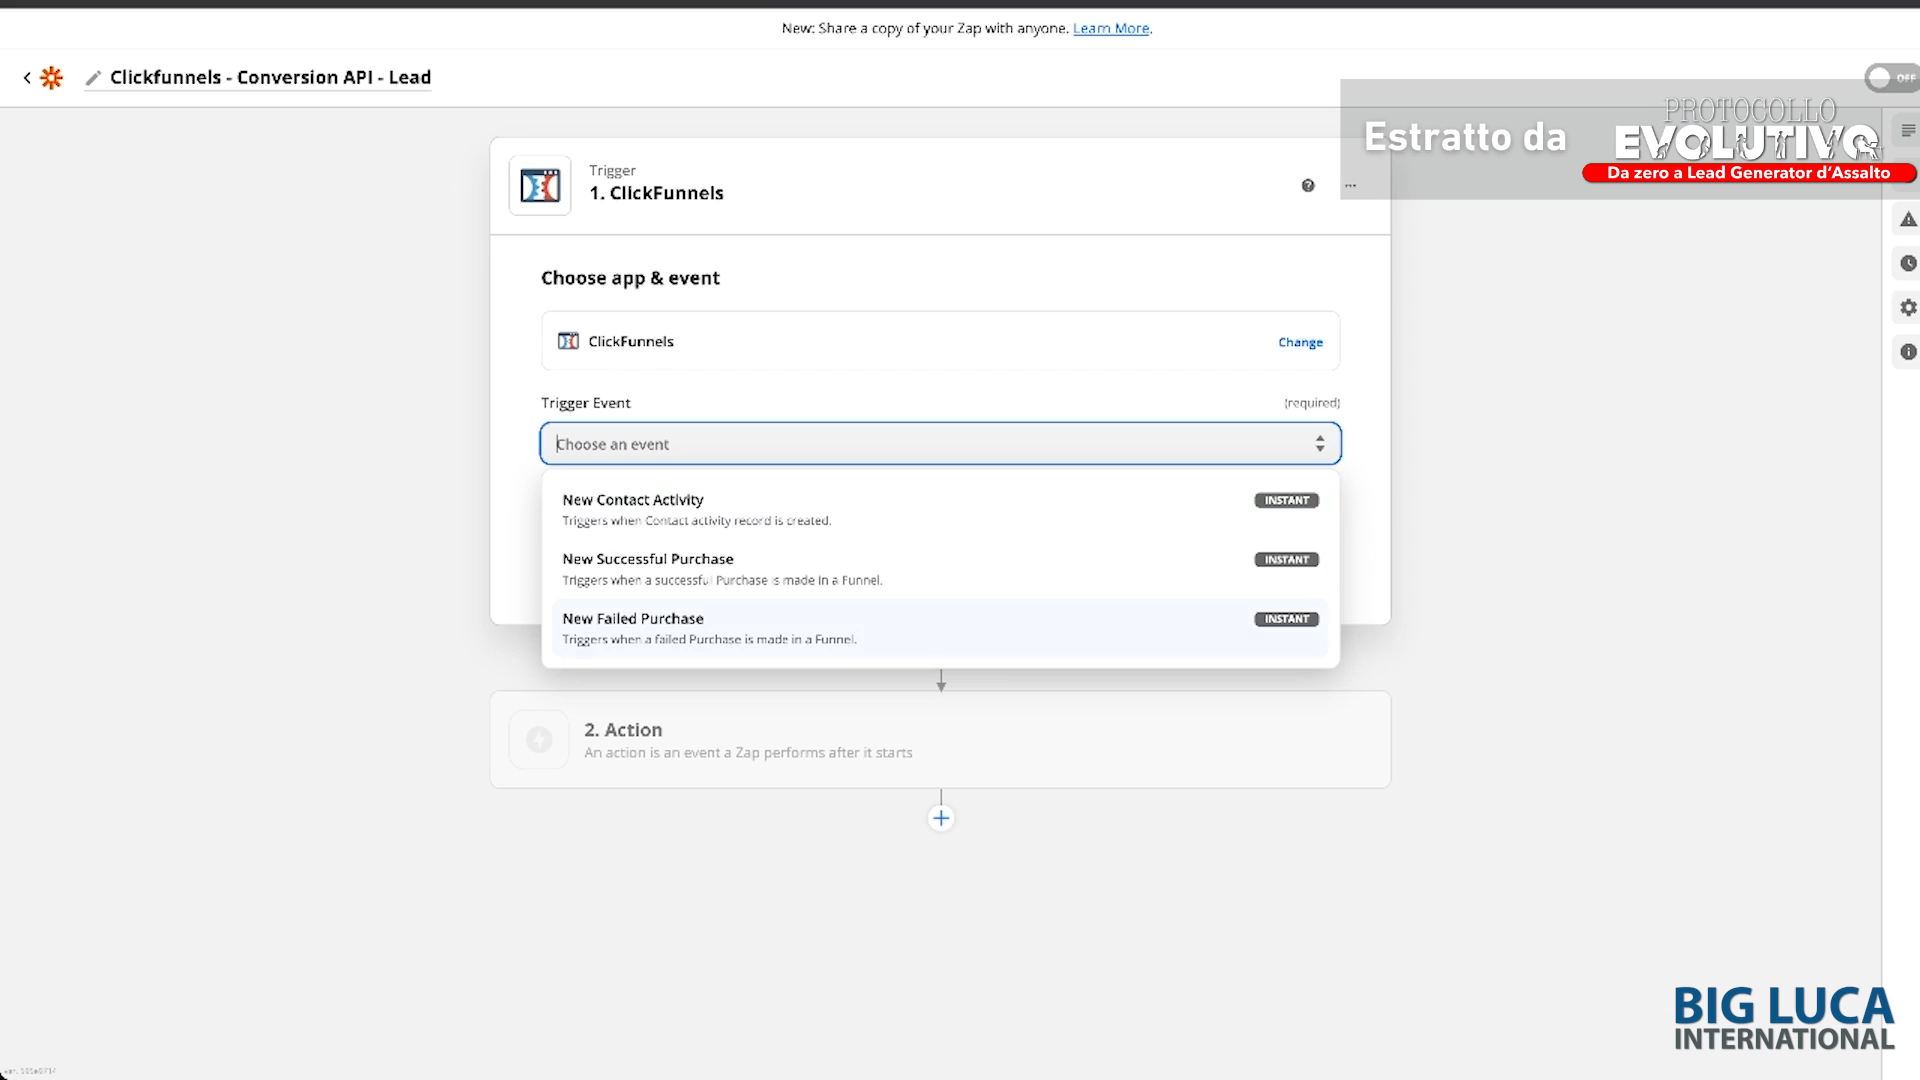 New: Share a copy of your Zap with anyone. Learn More.
Clickfunnels - Conversion API - Lead
OFF
Estratto da
PROTOCOLLO
EVOLUTIVO
Da zero a Lead Generator d'Assalto
Trigger
1. ClickFunnels
Choose app & event
ClickFunnels
Change
Trigger Event
(required)
Choose an event
New Contact Activity
INSTANT
Triggers when Contact activity record is created.
New Successful Purchase
INSTANT
Triggers when a successful Purchase is made in a Funnel.
New Failed Purchase
INSTANT
Triggers when a failed Purchase is made in a Funnel.
2. Action
An action is an event a Zap performs after it starts
BIG LUCA
INTERNATIONAL